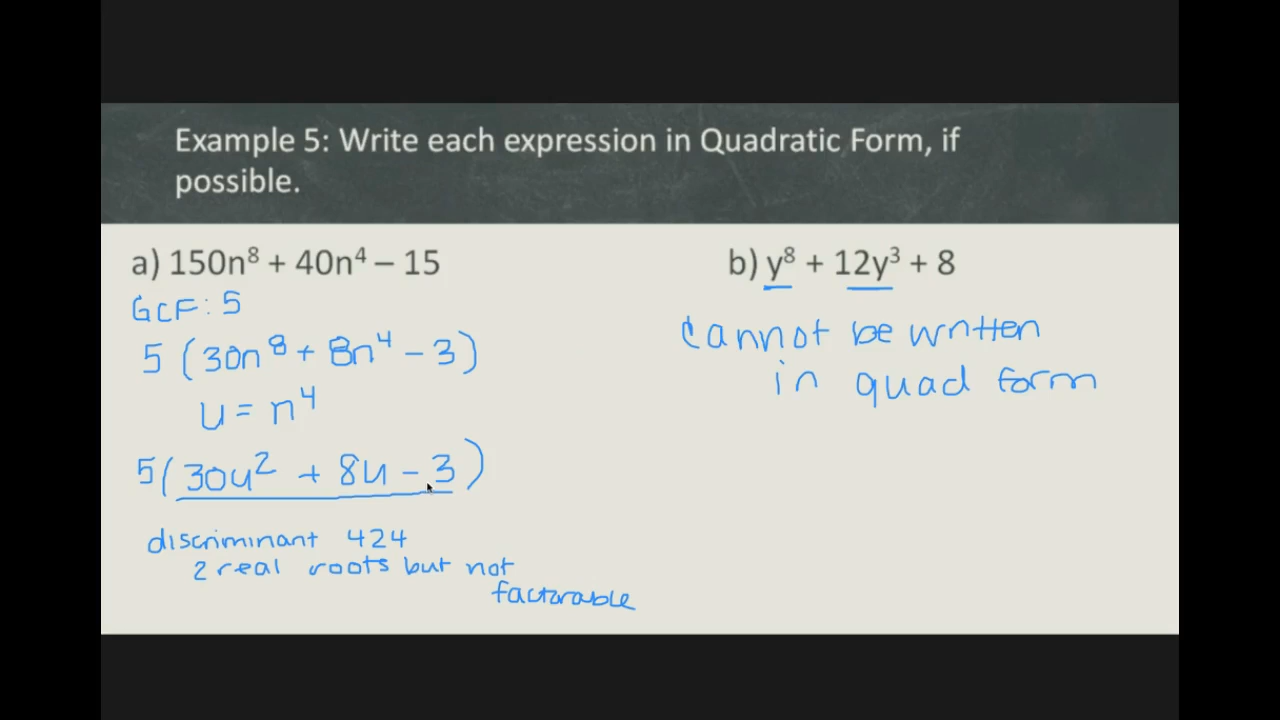 Example 5: Write each expression in Quadratic Form, if
possible.
a) 150n⁸ + 40n⁴ – 15
GCF: 5
5 (30n⁸ + 8n⁴ – 3)
u = n⁴
5(30u² + 8u – 3)
discriminant 424
2 real roots but not
factorable
b) y⁸ + 12y³ + 8
cannot be written
in quad form